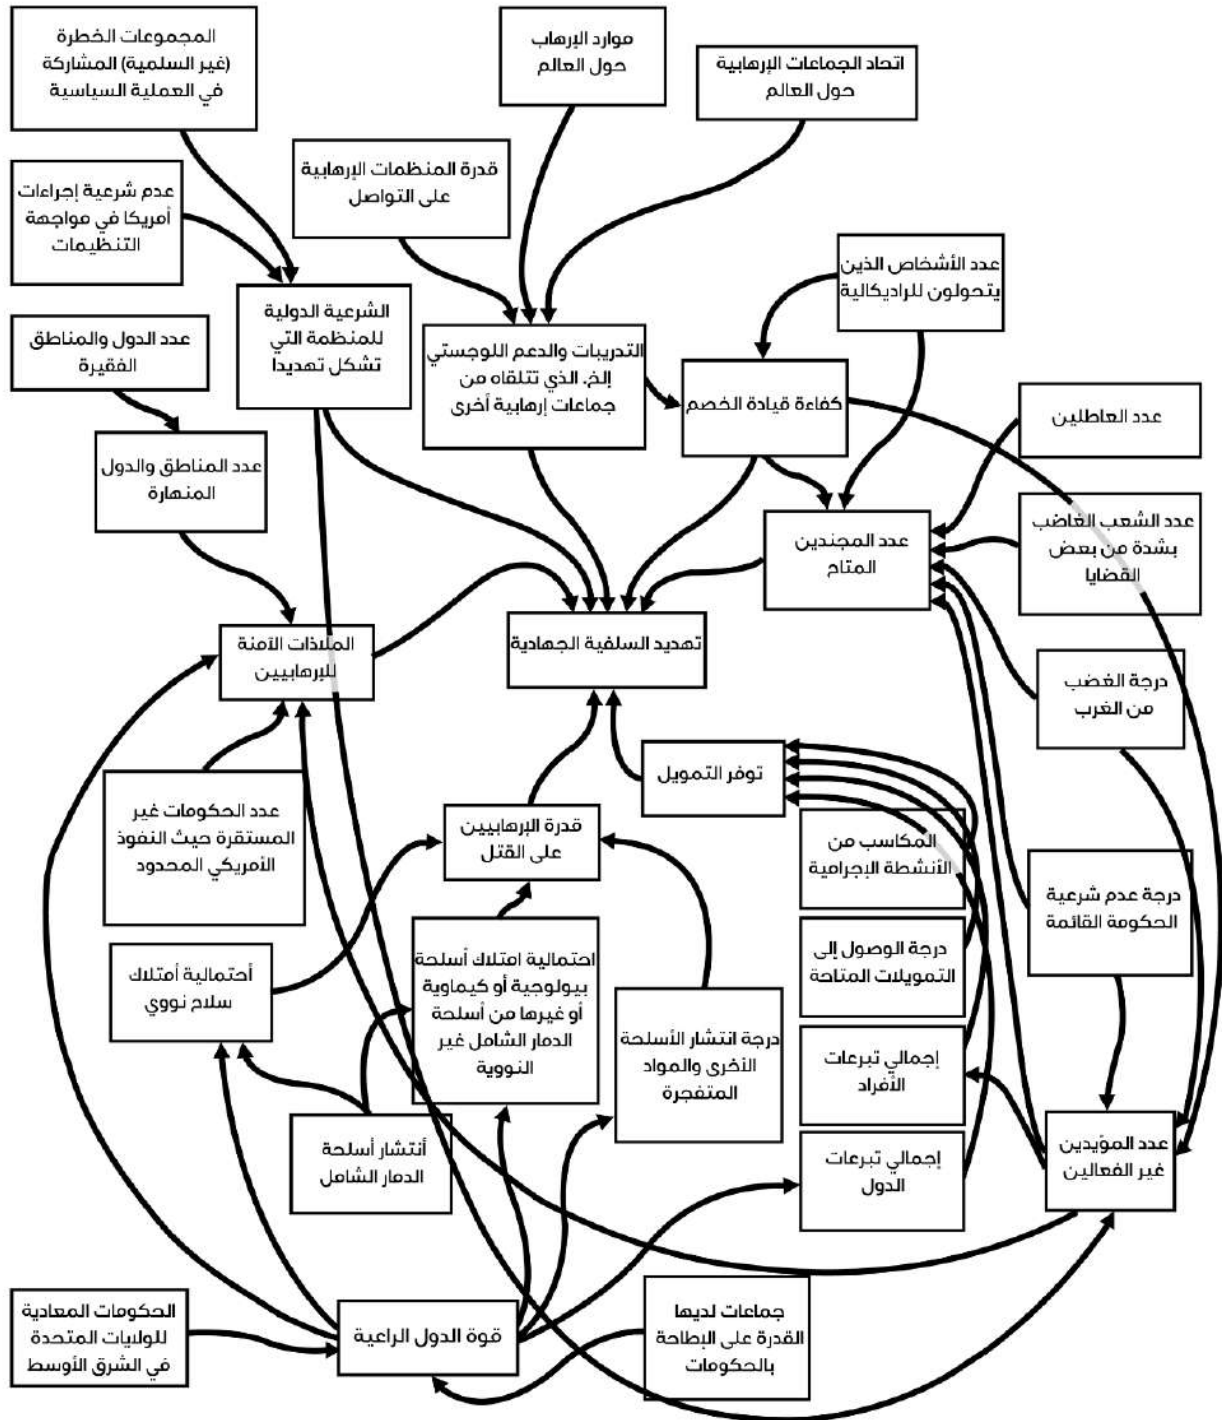 المجموعات الخطرة
(غير السلمية) المشاركة
في العملية السياسية
موارد الإرهاب
حول العالم
اتحاد الجماعات الإرهابية
حول العالم
قدرة المنظمات الإرهابية
على التواصل
عدم شرعية إجراءات
أمريكا في مواجهة
التنظيمات
عدد الأشخاص الذين
يتحولون للراديكالية
الشرعية الدولية
للمنظمة التي
تشكل تهديدا
عدد الدول والمناطق
الفقيرة
التدريبات والدعم اللوجستي
إلخ. الذي تتلقاه من
جماعات إرهابية أخرى
كفاءة قيادة الخصم
عدد العاطلين
عدد المناطق والدول
المنهارة
عدد المجندين
المتاح
عدد الشعب الغاضب
بشدة من بعض
القضايا
الملاذات الآمنة
للإرهابيين
تهديد السلفية الجهادية
درجة الغضب
من الغرب
توفر التمويل
عدد الحكومات غير
المستقرة حيث النفوذ
الأمريكي المحدود
قدرة الإرهابيين
على القتل
المكاسب من
الأنشطة الإجرامية
درجة عدم شرعية
الحكومة القائمة
أحتمالية أمتلاك
سلاح نووي
احتمالية امتلاك أسلحة
بيولوجية أو كيماوية
أو غيرها من أسلحة
الدمار الشامل غير
النووية
درجة الوصول إلى
التمويلات المتاحة
درجة انتشار الأسلحة
الأخرى والمواد
المتفجرة
إجمالي تبرعات
الأفراد
أنتشار أسلحة
الدمار الشامل
إجمالي تبرعات
الدول
عدد المؤيدين
غير الفعالين
الحكومات المعادية
للولايات المتحدة
في الشرق الأوسط
قوة الدول الراعية
جماعات لديها
القدرة على الإطاحة
بالحكومات